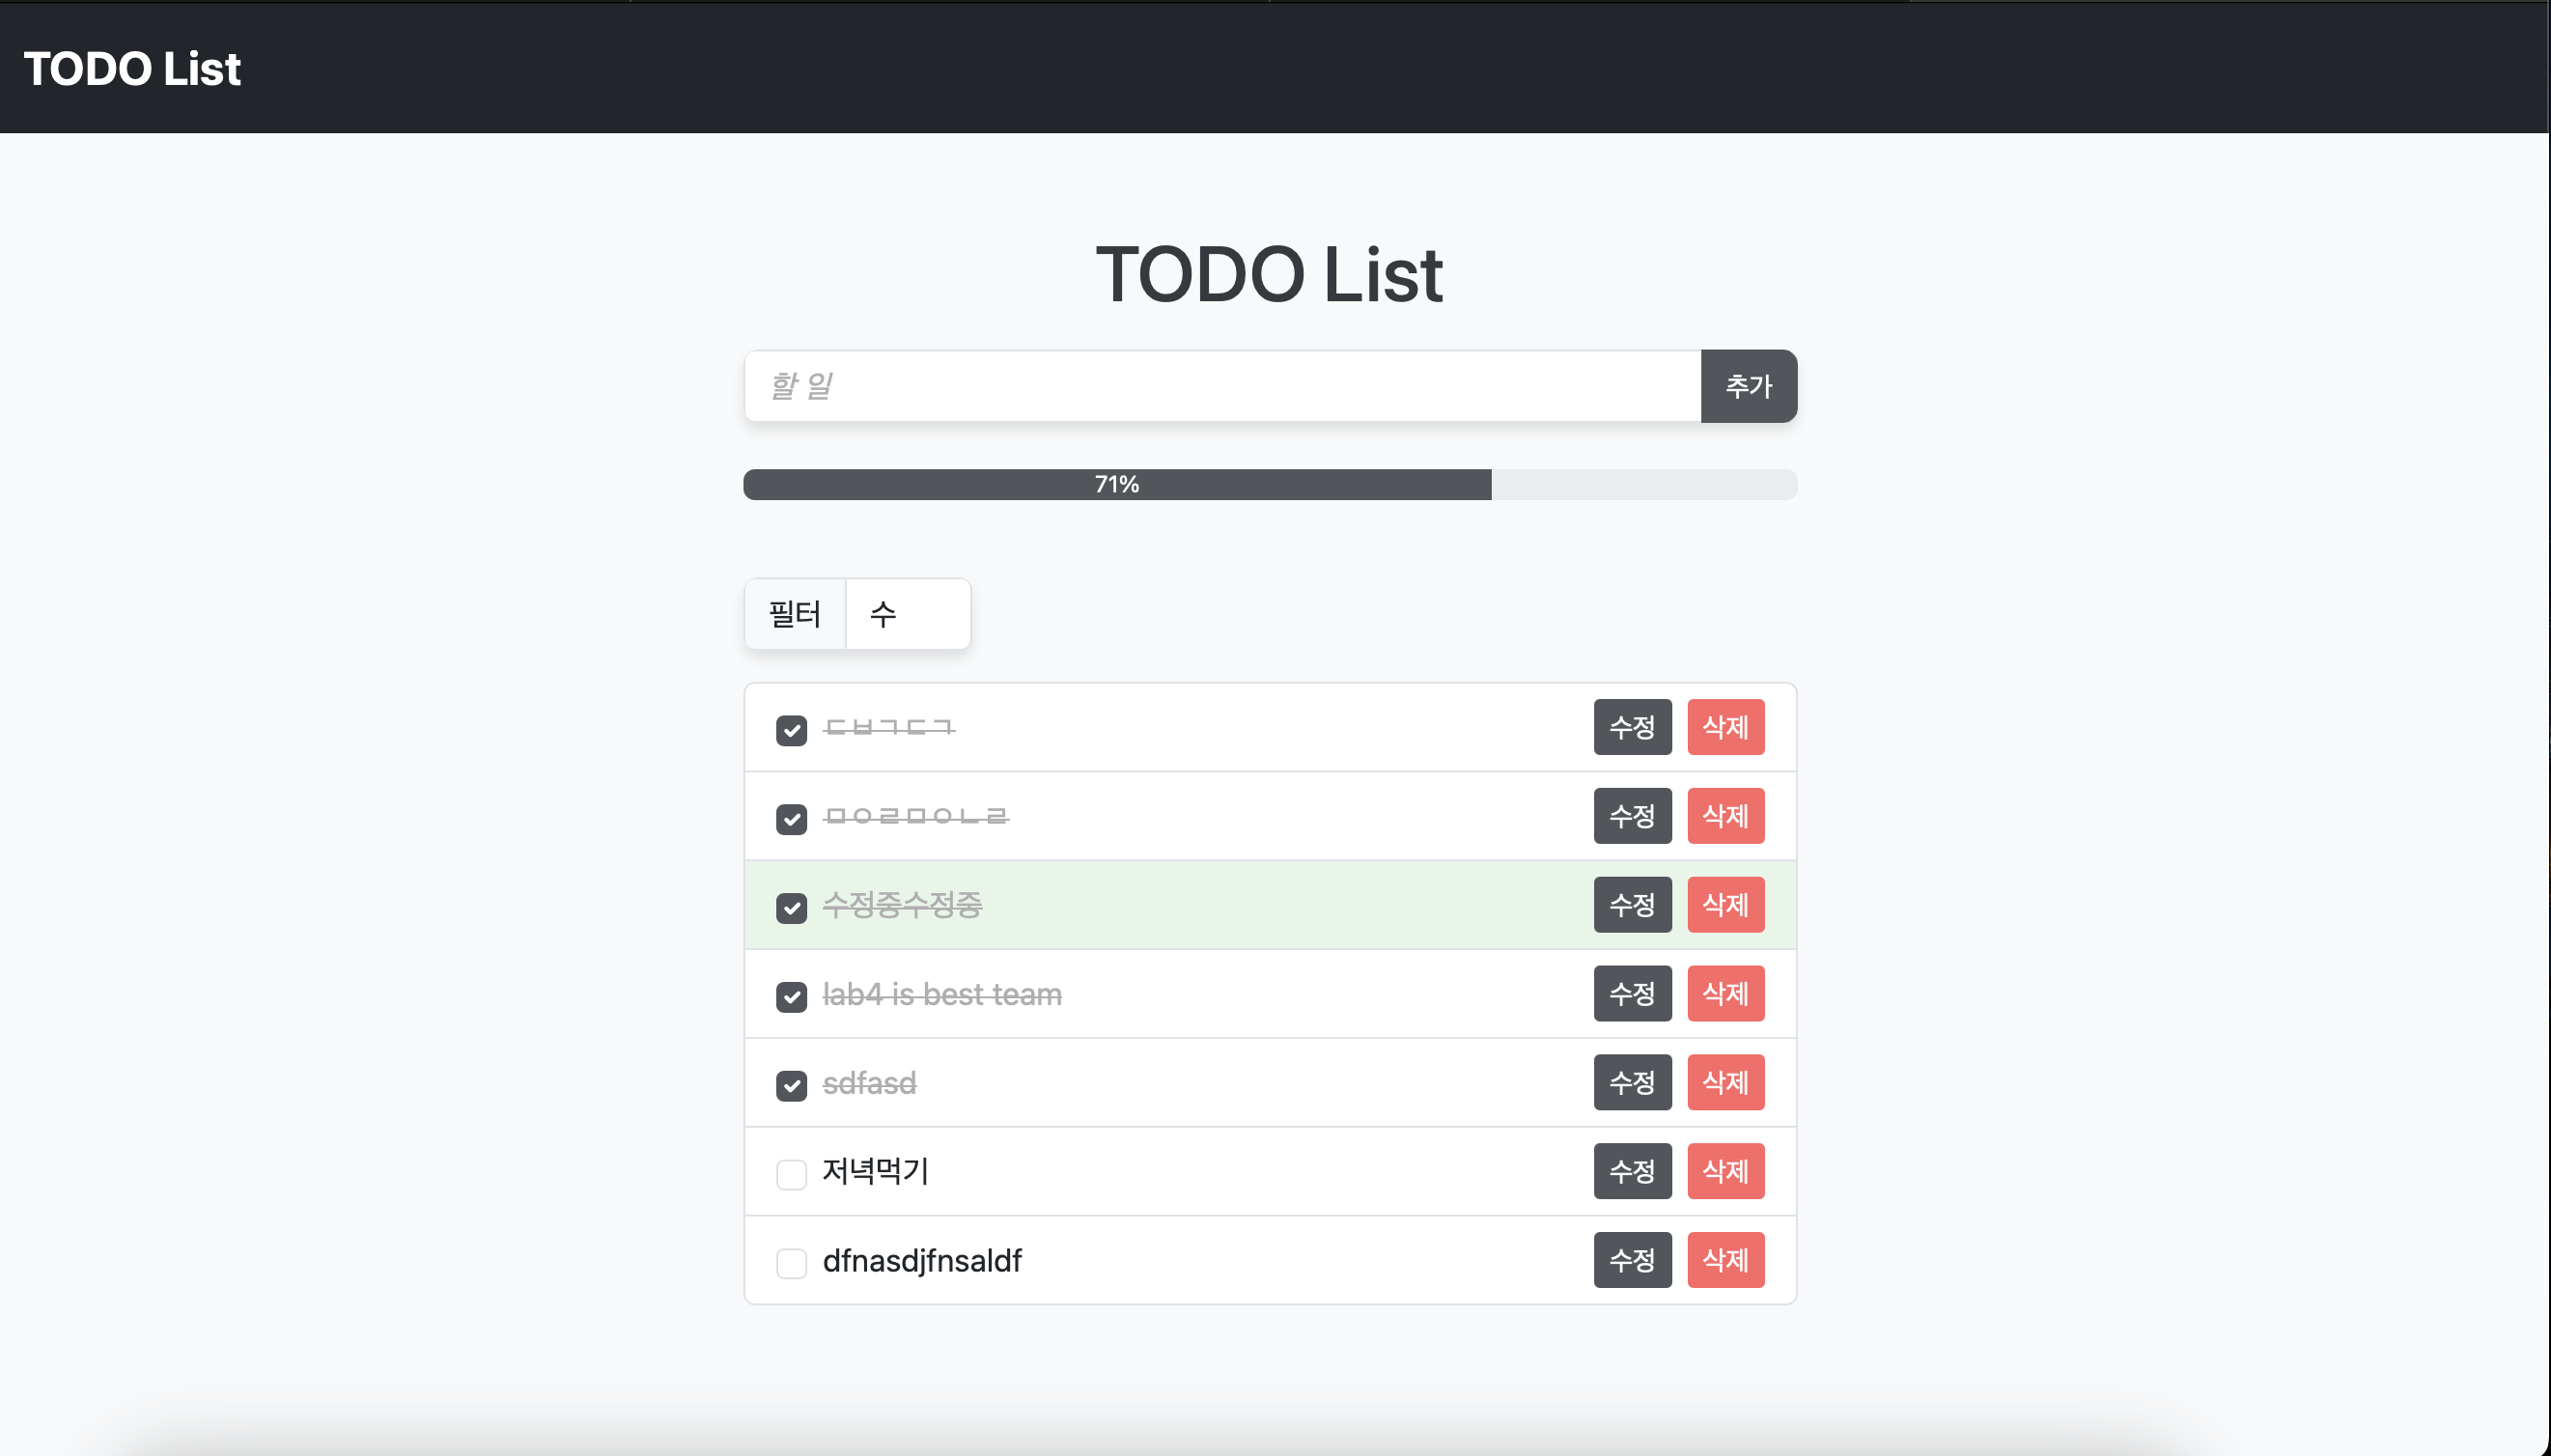 TODO List
TODO List
할 일 추가
71%
필터 수
ㄷㅂㄱㄷㄱ 수정 삭제
ㅁㅇㄹㅁㅇㄴㄹ 수정 삭제
수정중수정중 수정 삭제
lab4 is best team 수정 삭제
sdfasd 수정 삭제
저녁먹기 수정 삭제
dfnasdjfnsaldf 수정 삭제